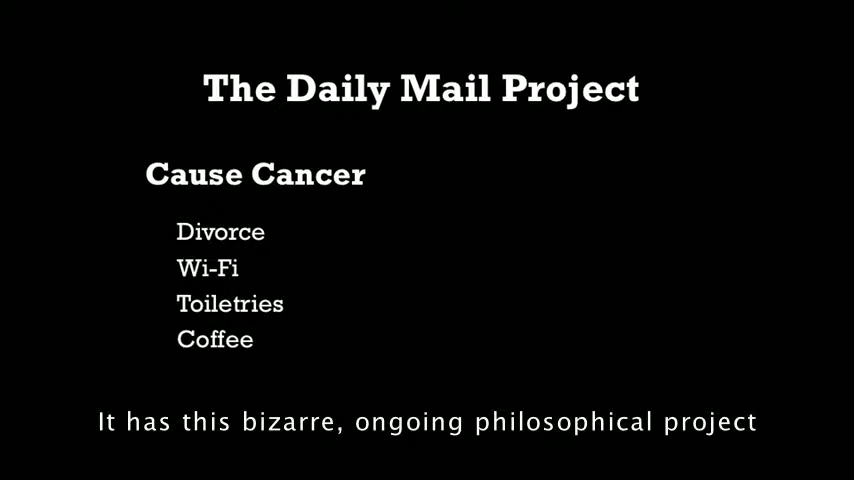 The Daily Mail Project
Cause Cancer
Divorce
Wi-Fi
Toiletries
Coffee
It has this bizarre, ongoing philosophical project